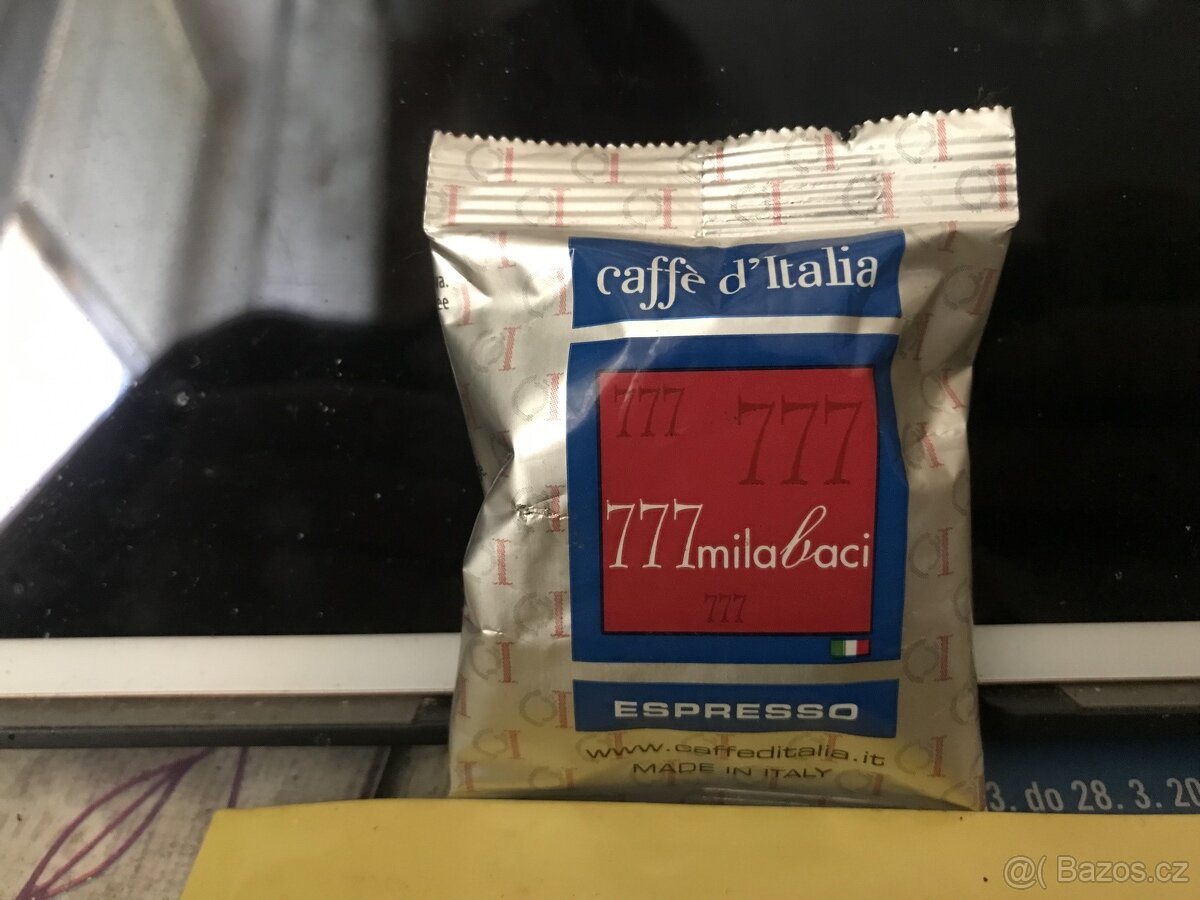 caffè d'Italia
777 777
777milabaci
777
ESPRESSO
www.caffeditalia.it
MADE IN ITALY
3. do 28. 3. 20
@( Bazos.cz